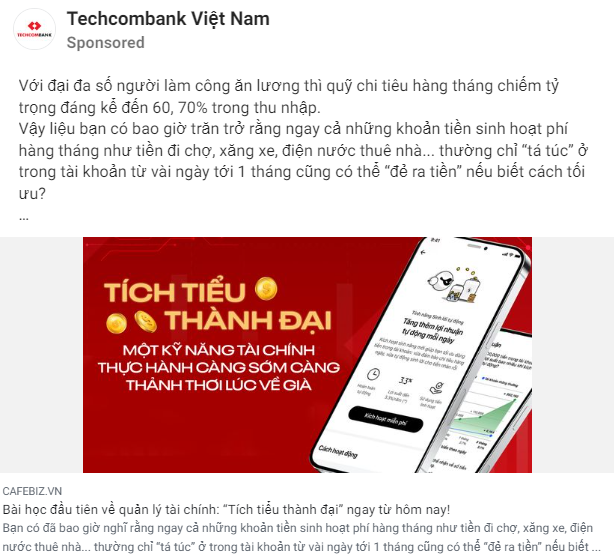 Techcombank Việt Nam
TECHCOMBANK
Sponsored
Với đại đa số người làm công ăn lương thì quỹ chi tiêu hàng tháng chiếm tỷ
trọng đáng kể đến 60, 70% trong thu nhập.
Vậy liệu bạn có bao giờ trăn trở rằng ngay cả những khoản tiền sinh hoạt phí
hàng tháng như tiền đi chợ, xăng xe, điện nước thuê nhà... thường chỉ “tá túc” ở
trong tài khoản từ vài ngày tới 1 tháng cũng có thể “đẻ ra tiền” nếu biết cách tối
ưu?
...
TÍCH TIỂU
THÀNH ĐẠI
MỘT KỸ NĂNG TÀI CHÍNH
THỰC HÀNH CÀNG SỚM CÀNG
THẢNH THƠI LÚC VỀ GIÀ
Tính năng Sinh lời tự động
Tăng thêm lợi nhuận
tự động mỗi ngày
Kích hoạt miễn phí
Cách hoạt động
CAFEBIZ.VN
Bài học đầu tiên về quản lý tài chính: “Tích tiểu thành đại” ngay từ hôm nay!
Bạn có đã bao giờ nghĩ rằng ngay cả những khoản tiền sinh hoạt phí hàng tháng như tiền đi chợ, xăng xe, điện
nước thuê nhà... thường chỉ “tá túc” ở trong tài khoản từ vài ngày tới 1 tháng cũng có thể “đẻ ra tiền” nếu biết ...